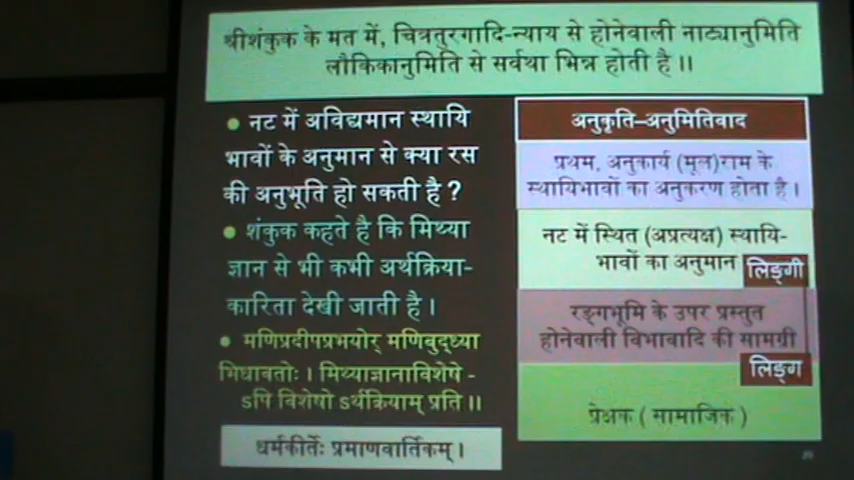 श्रीशंकुक के मत में, चित्रतुरगादि-न्याय से होनेवाली नाट्यानुमिति
लौकिकानुमिति से सर्वथा भिन्न होती है ।।
नट में अविद्यमान स्थायि
भावों के अनुमान से क्या रस
की अनुभूति हो सकती है ?
शंकुक कहते है कि मिथ्या
ज्ञान से भी कभी अर्थक्रिया-
कारिता देखी जाती है ।
मणिप्रदीपप्रभयोर् मणिबुद्ध्या
भिधावतोः । मिथ्याज्ञानाविशेषे -
ऽपि विशेषो ऽर्थक्रियाम् प्रति ।।
धर्मकीर्तेः प्रमाणवार्तिकम् ।
अनुकृति–अनुमितिवाद
प्रथम, अनुकार्य (मूल)राम के
स्थायिभावों का अनुकरण होता है ।
नट में स्थित (अप्रत्यक्ष) स्थायि-
भावों का अनुमान
लिङ्गी
रङ्गभूमि के उपर प्रस्तुत
होनेवाली विभावादि की सामग्री
लिङ्ग
प्रेक्षक ( सामाजिक )